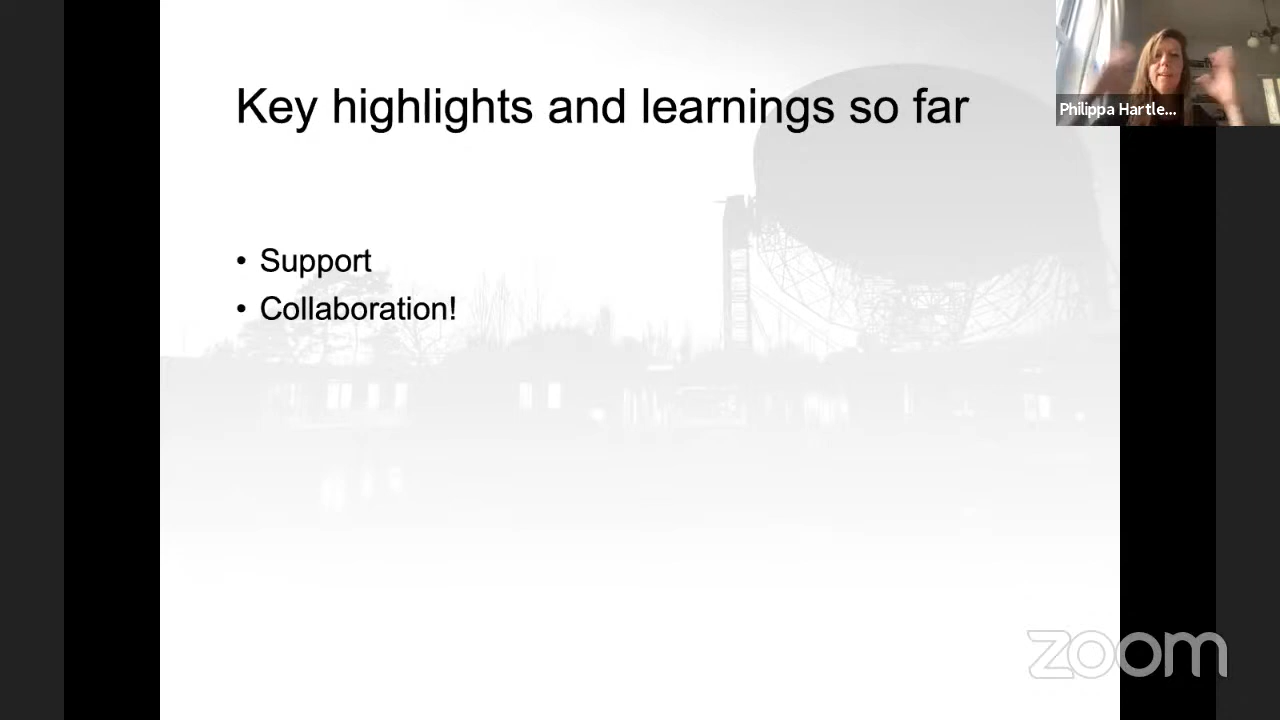 Key highlights and learnings so far
Philippa Hartle...
• Support
• Collaboration!
zoom